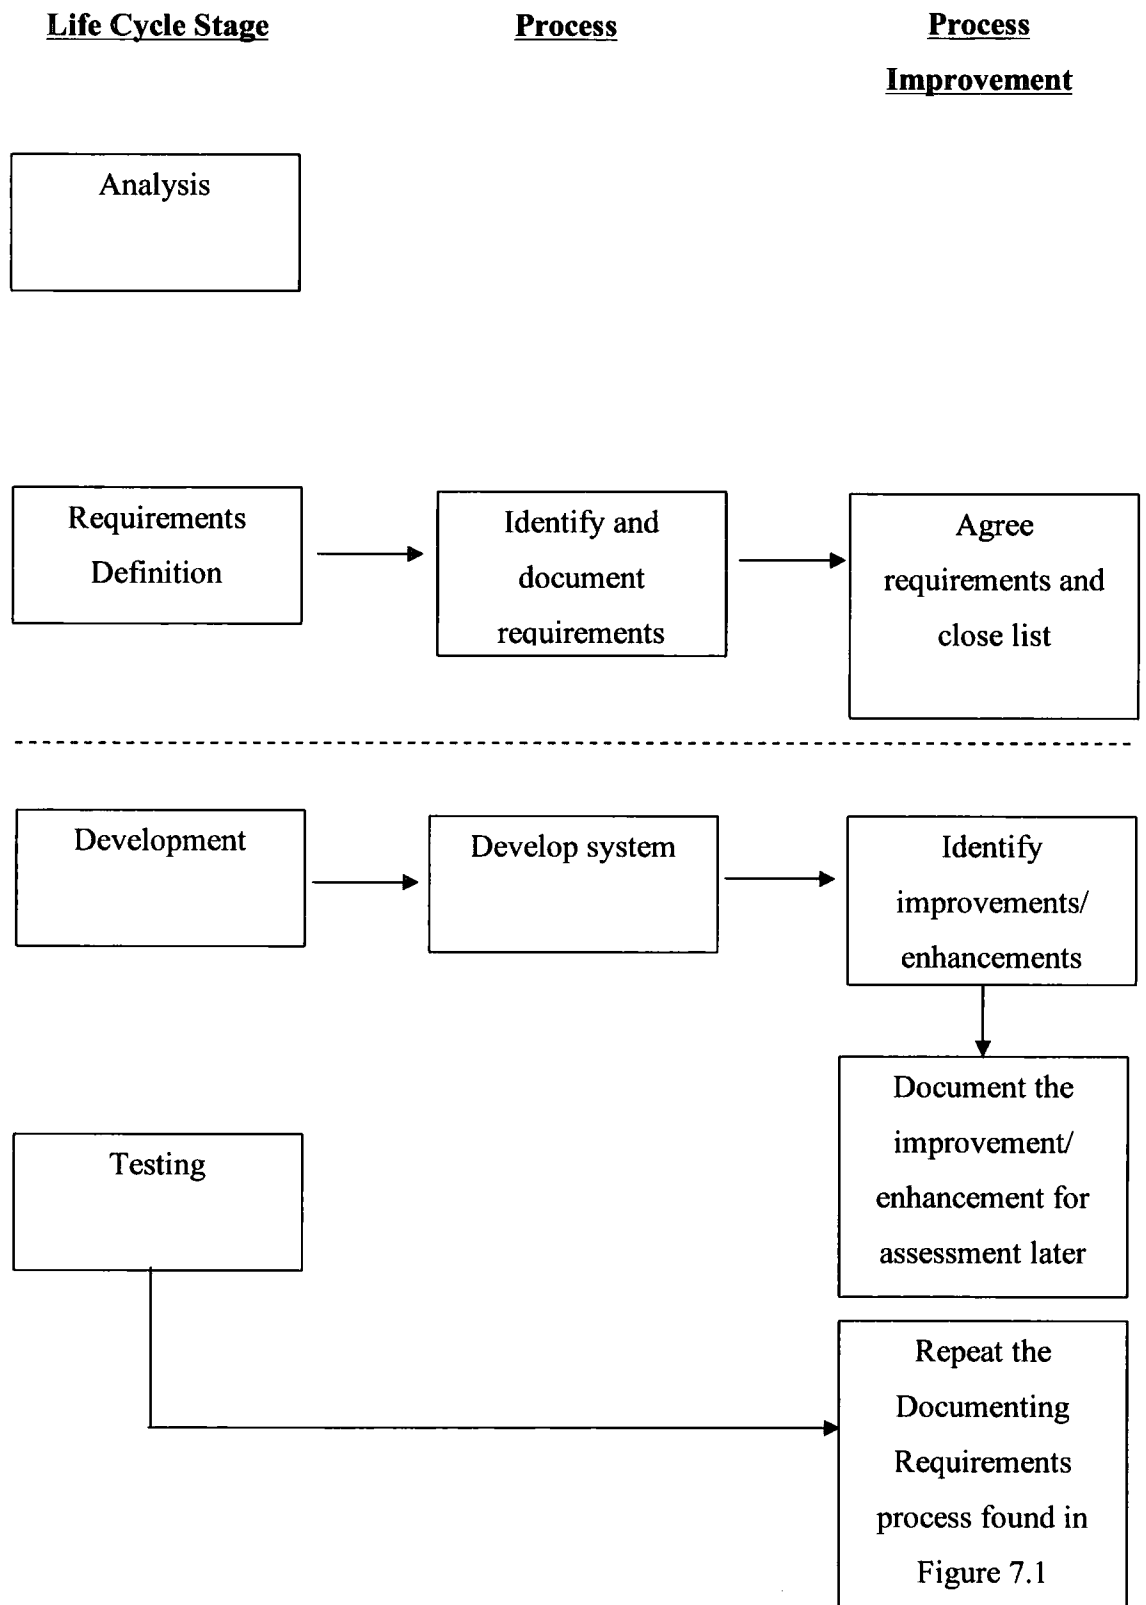 Life Cycle Stage
Process
Process
Improvement
Analysis
Requirements
Definition
Identify and
document
requirements
Agree
requirements and
close list
Development
Develop system
Identify
improvements/
enhancements
Document the
improvement/
enhancement for
assessment later
Testing
Repeat the
Documenting
Requirements
process found in
Figure 7.1